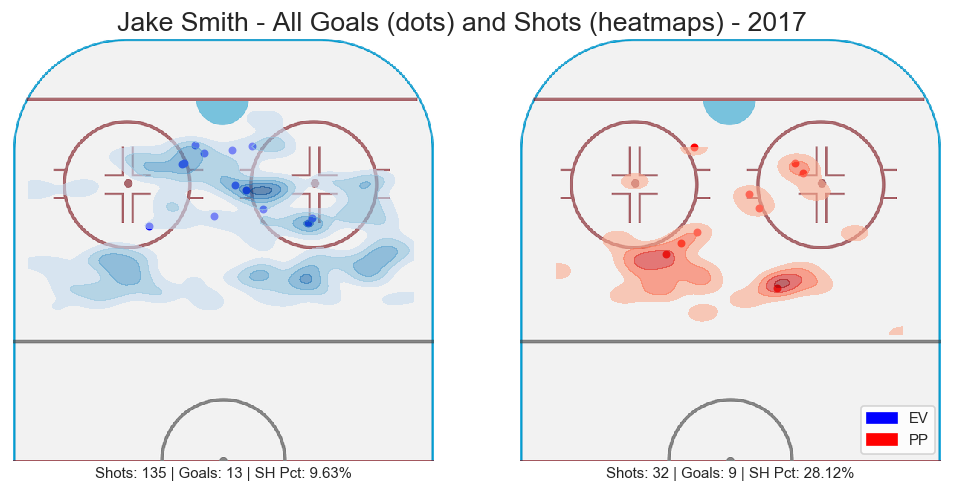 Jake Smith - All Goals (dots) and Shots (heatmaps) - 2017
EV
PP
Shots: 135 | Goals: 13 | SH Pct: 9.63%
Shots: 32 | Goals: 9 | SH Pct: 28.12%